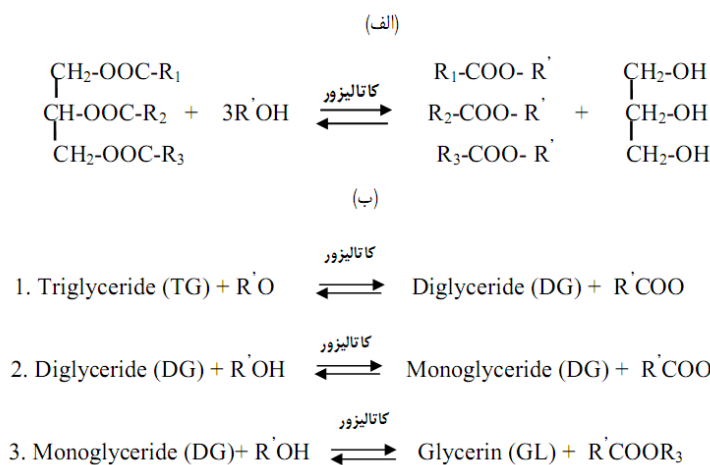 (الف)
CH₂-OOC-R₁ R₁-COO- R'
CH-OOC-R₂ + 3R'OH کاتالیزور R₂-COO- R' + CH₂-OH
CH₂OOC-R₃ R₃-COO- R' CH₂-OH
CH₂-OH
(ب)
کاتالیزور
1. Triglyceride (TG) + R'O Diglyceride (DG) + R'COO
کاتالیزور
2. Diglyceride (DG) + R'OH Monoglyceride (DG) + R'COO
کاتالیزور
3. Monoglyceride (DG)+ R'OH Glycerin (GL) + R'COOR₃